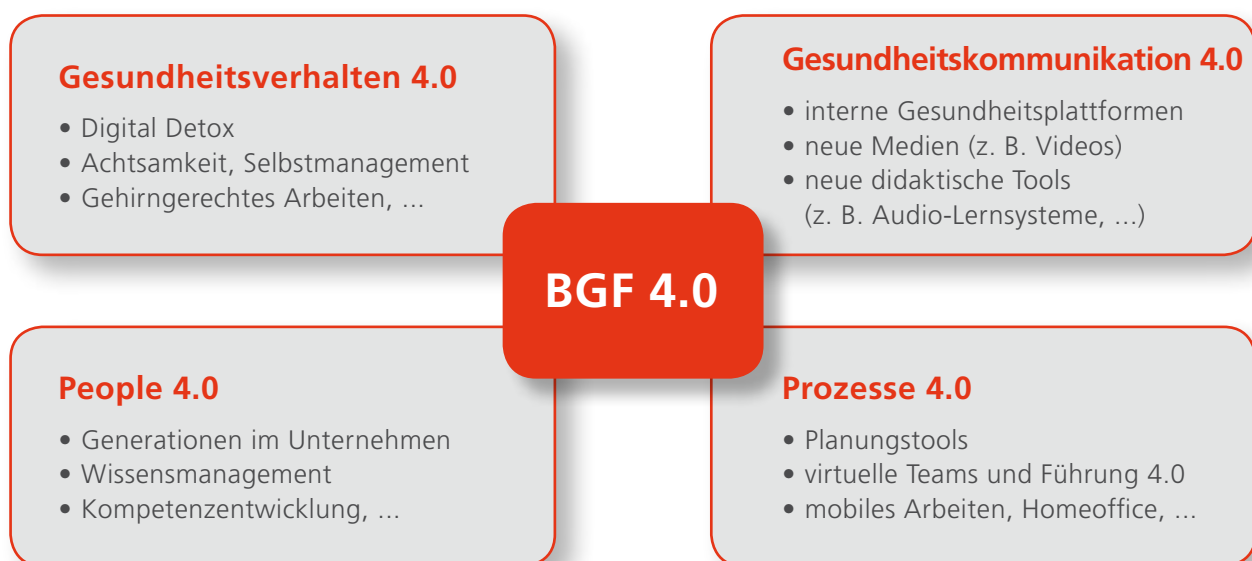 Gesundheitsverhalten 4.0
• Digital Detox
• Achtsamkeit, Selbstmanagement
• Gehirngerechtes Arbeiten, ...
Gesundheitskommunikation 4.0
• interne Gesundheitsplattformen
• neue Medien (z. B. Videos)
• neue didaktische Tools
(z. B. Audio-Lernsysteme, ...)
BGF 4.0
People 4.0
• Generationen im Unternehmen
• Wissensmanagement
• Kompetenzentwicklung, ...
Prozesse 4.0
• Planungstools
• virtuelle Teams und Führung 4.0
• mobiles Arbeiten, Homeoffice, ...